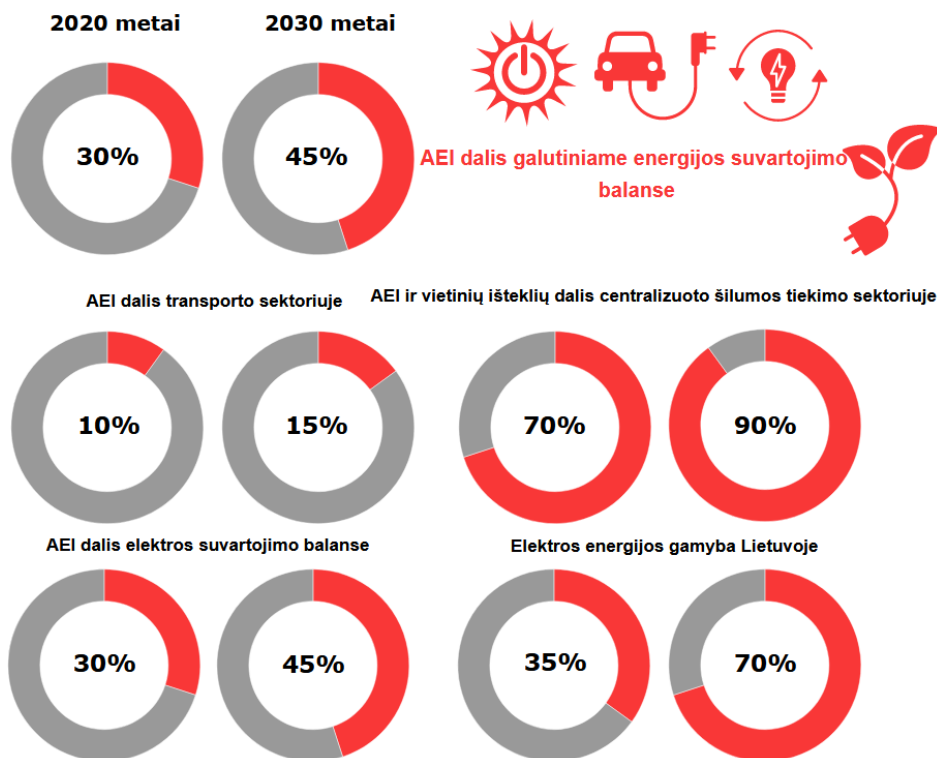 2020 metai
2030 metai
30%
45%
AEI dalis galutiniame energijos suvartojimo
balanse
AEI dalis transporto sektoriuje
AEI ir vietinių išteklių dalis centralizuoto šilumos tiekimo sektoriuje
10%
15%
70%
90%
AEI dalis elektros suvartojimo balanse
Elektros energijos gamyba Lietuvoje
30%
45%
35%
70%